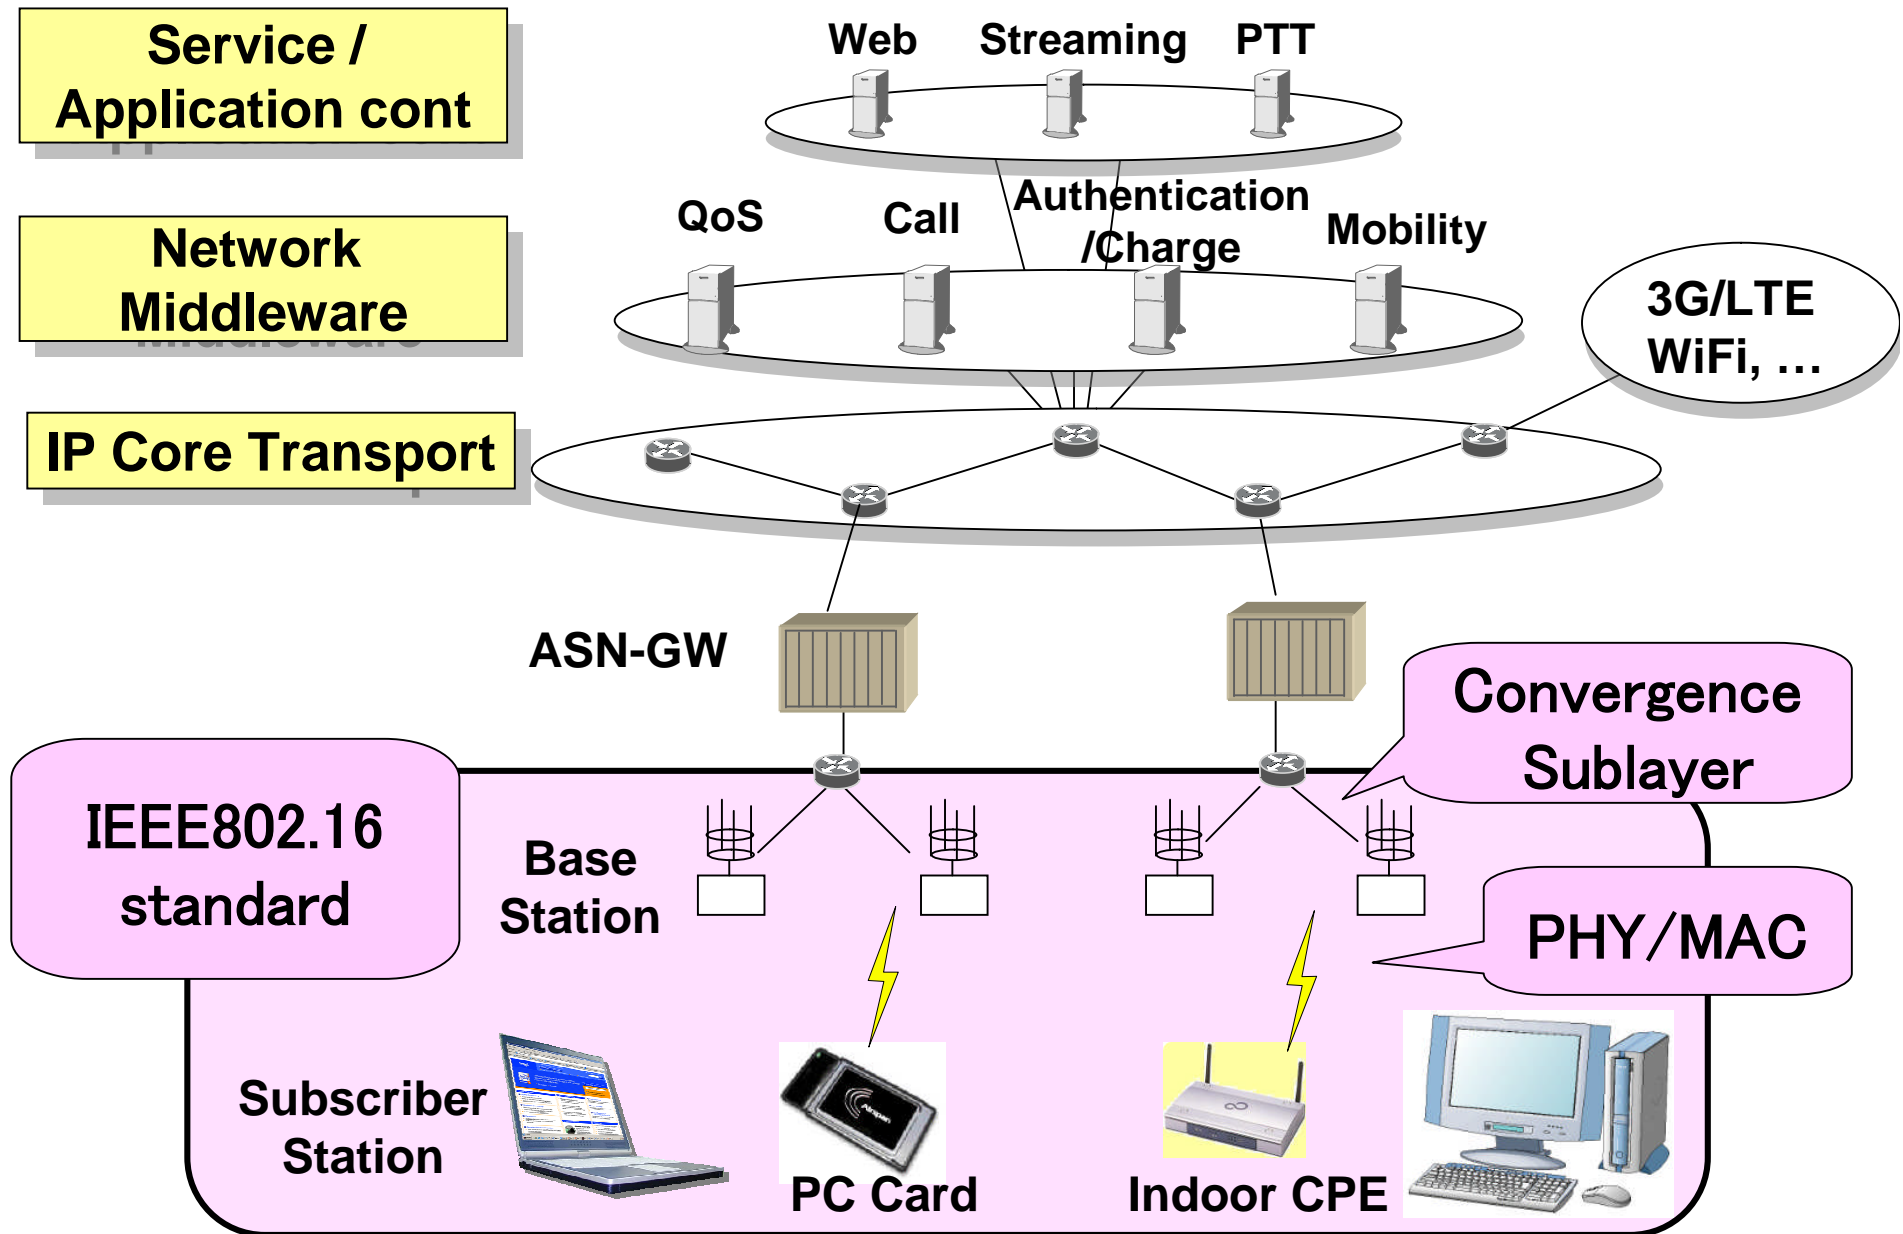 Service /
Application cont
Web
Streaming
PTT
Network
Middleware
QoS
Call
Authentication
/Charge
Mobility
3G/LTE
WiFi, …
IP Core Transport
ASN-GW
Convergence
Sublayer
IEEE802.16
standard
Base
Station
PHY/MAC
Subscriber
Station
Airspan
PC Card
Indoor CPE